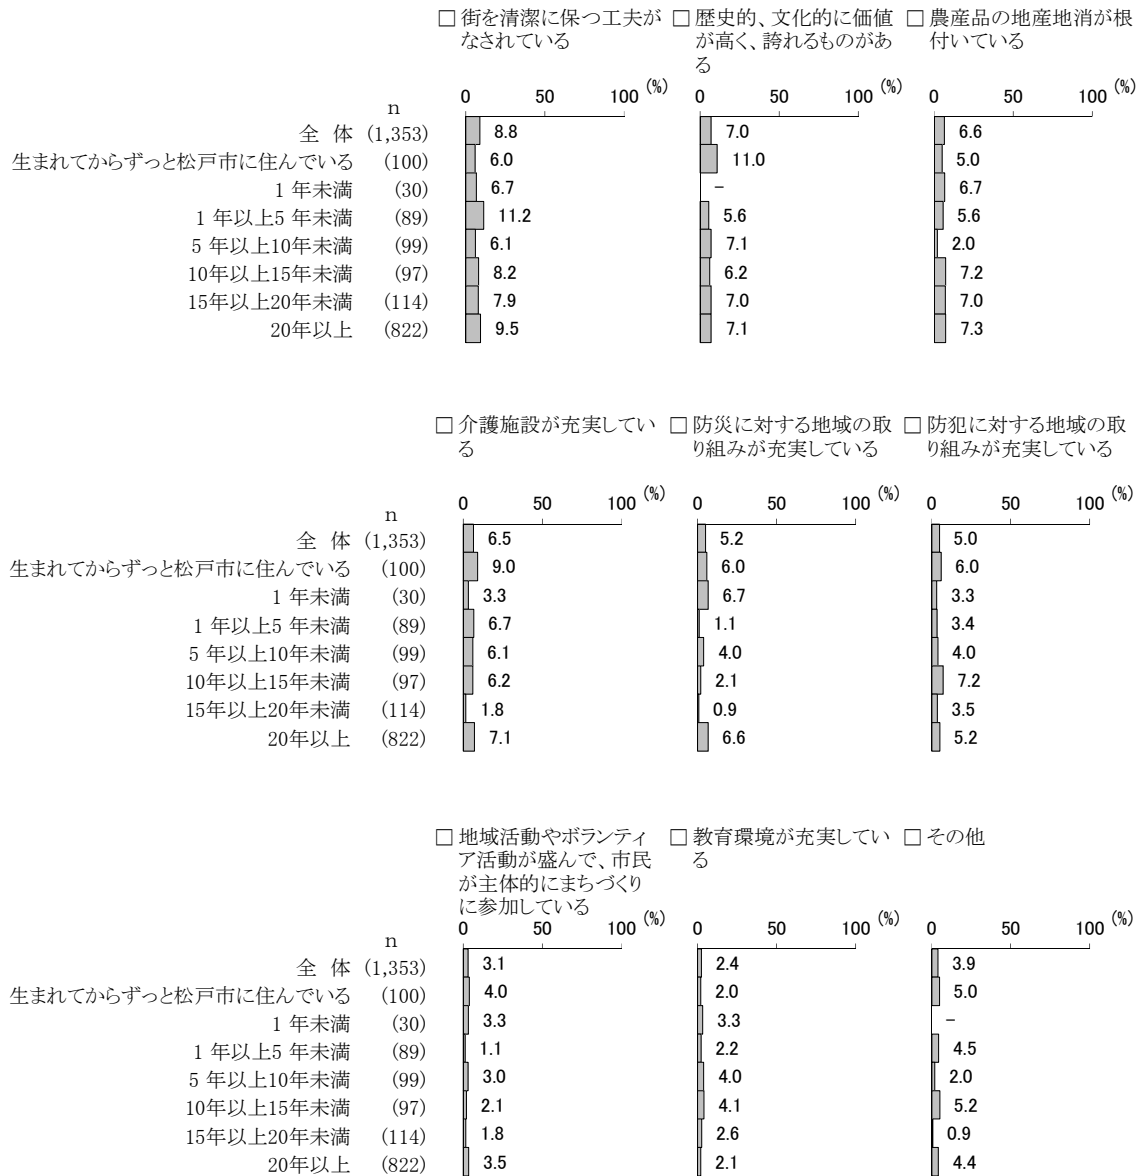 □ 街を清潔に保つ工夫が
なされている
□ 歴史的、文化的に価値
が高く、誇れるものがあ
る
□ 農産品の地産地消が根
付いている
0 50 100 (%) 0 50 100 (%) 0 50 100 (%)
n
全 体 (1,353) 8.8 7.0 6.6
生まれてからずっと松戸市に住んでいる (100) 6.0 11.0 5.0
1 年未満 (30) 6.7 - 6.7
1 年以上5 年未満 (89) 11.2 5.6 5.6
5 年以上10年未満 (99) 6.1 7.1 2.0
10年以上15年未満 (97) 8.2 6.2 7.2
15年以上20年未満 (114) 7.9 7.0 7.0
20年以上 (822) 9.5 7.1 7.3
□ 介護施設が充実してい
る
□ 防災に対する地域の取
り組みが充実している
□ 防犯に対する地域の取
り組みが充実している
0 50 100 (%) 0 50 100 (%) 0 50 100 (%)
n
全 体 (1,353) 6.5 5.2 5.0
生まれてからずっと松戸市に住んでいる (100) 9.0 6.0 6.0
1 年未満 (30) 3.3 6.7 3.3
1 年以上5 年未満 (89) 6.7 1.1 3.4
5 年以上10年未満 (99) 6.1 4.0 4.0
10年以上15年未満 (97) 6.2 2.1 7.2
15年以上20年未満 (114) 1.8 0.9 3.5
20年以上 (822) 7.1 6.6 5.2
□ 地域活動やボランティ
ア活動が盛んで、市民
が主体的にまちづくり
に参加している
□ 教育環境が充実してい
る
□ その他
0 50 100 (%) 0 50 100 (%) 0 50 100 (%)
n
全 体 (1,353) 3.1 2.4 3.9
生まれてからずっと松戸市に住んでいる (100) 4.0 2.0 5.0
1 年未満 (30) 3.3 3.3 -
1 年以上5 年未満 (89) 1.1 2.2 4.5
5 年以上10年未満 (99) 3.0 4.0 2.0
10年以上15年未満 (97) 2.1 4.1 5.2
15年以上20年未満 (114) 1.8 2.6 0.9
20年以上 (822) 3.5 2.1 4.4